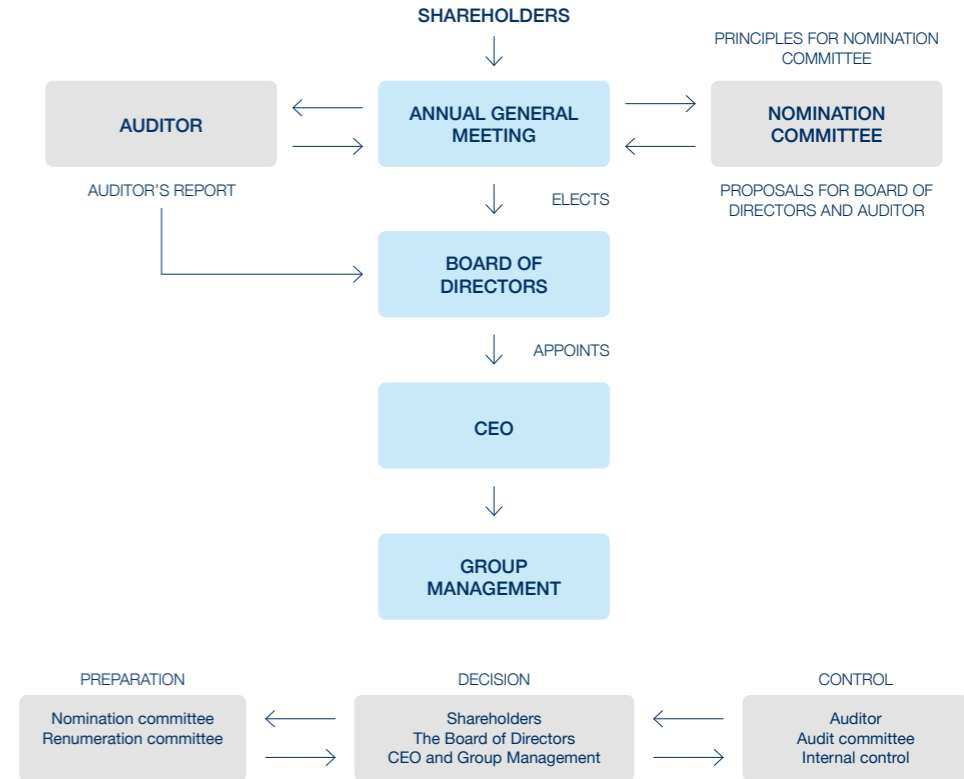 SHAREHOLDERS
PRINCIPLES FOR NOMINATION
COMMITTEE
AUDITOR
ANNUAL GENERAL
MEETING
NOMINATION
COMMITTEE
AUDITOR'S REPORT
ELECTS
PROPOSALS FOR BOARD OF
DIRECTORS AND AUDITOR
BOARD OF
DIRECTORS
APPOINTS
CEO
GROUP
MANAGEMENT
PREPARATION
Nomination committee
Renumeration committee
DECISION
Shareholders
The Board of Directors
CEO and Group Management
CONTROL
Auditor
Audit committee
Internal control